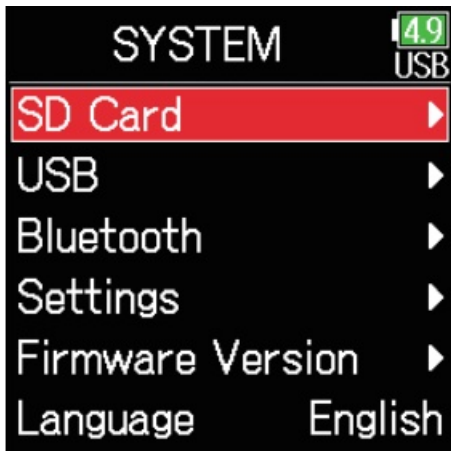 SYSTEM 4.9
USB
SD Card
USB
Bluetooth
Settings
Firmware Version
Language English